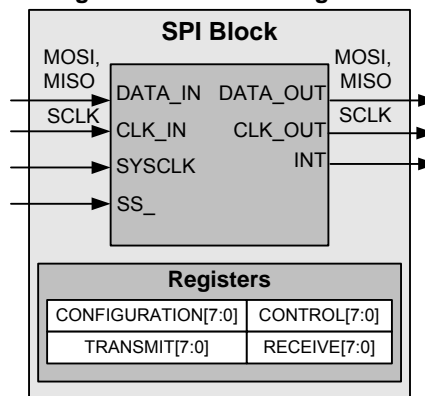 SPI Block
MOSI,
MISO
SCLK
MOSI,
MISO
SCLK
DATA_IN DATA_OUT
CLK_IN CLK_OUT
SYSCLK INT
SS_
Registers
CONFIGURATION[7:0] CONTROL[7:0]
TRANSMIT[7:0] RECEIVE[7:0]